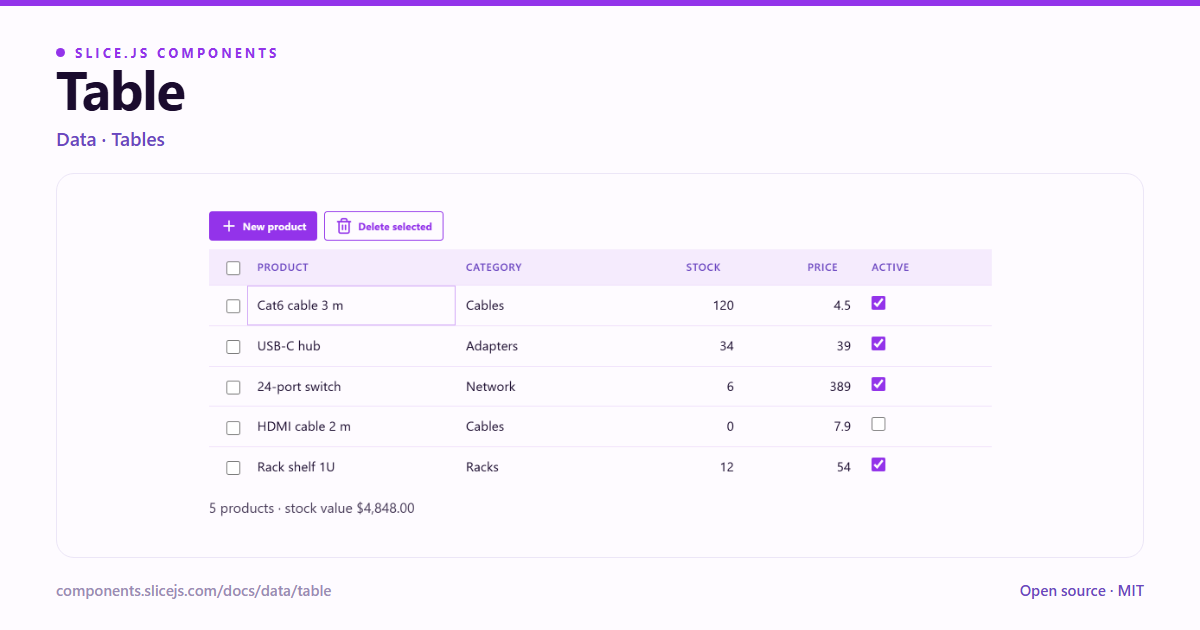 SLICE.JS COMPONENTS
Table
Data · Tables
New product Delete selected
PRODUCT CATEGORY STOCK PRICE ACTIVE
Cat6 cable 3 m Cables 120 4.5
USB-C hub Adapters 34 39
24-port switch Network 6 389
HDMI cable 2 m Cables 0 7.9
Rack shelf 1U Racks 12 54
5 products · stock value $4,848.00
components.slicejs.com/docs/data/table Open source · MIT